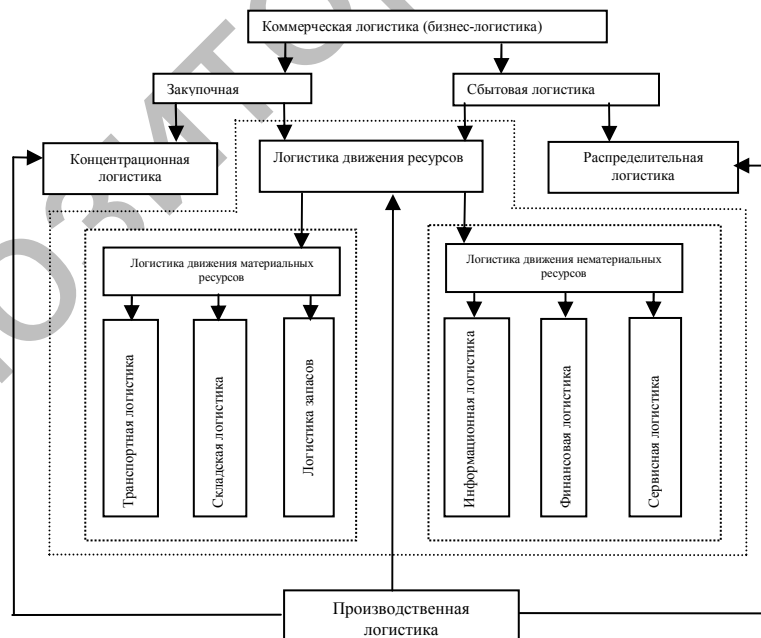 Коммерческая логистика (бизнес-логистика)
Закупочная
Сбытовая логистика
Концентрационная
логистика
Логистика движения ресурсов
Распределительная
логистика
Логистика движения материальных
ресурсов
Логистика движения нематериальных
ресурсов
Транспортная логистика
Складская логистика
Логистика запасов
Информационная логистика
Финансовая логистика
Сервисная логистика
Производственная
логистика